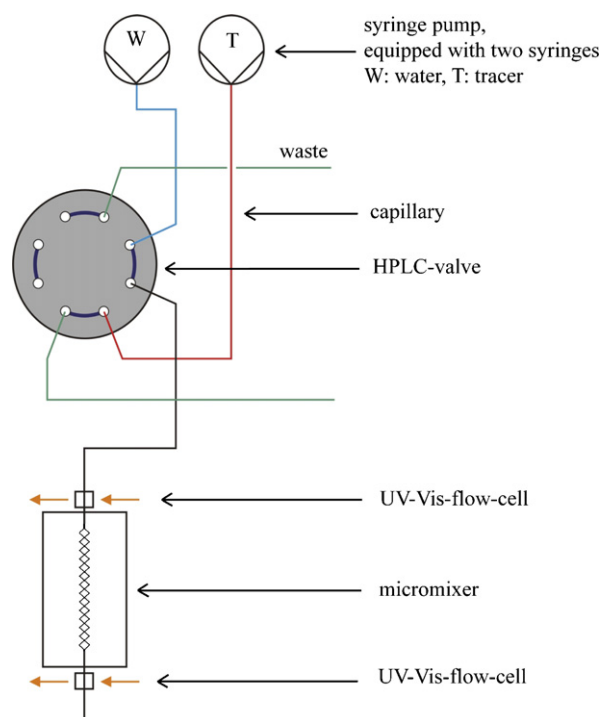 W
T
syringe pump,
equipped with two syringes
W: water, T: tracer
waste
capillary
HPLC-valve
UV-Vis-flow-cell
micromixer
UV-Vis-flow-cell